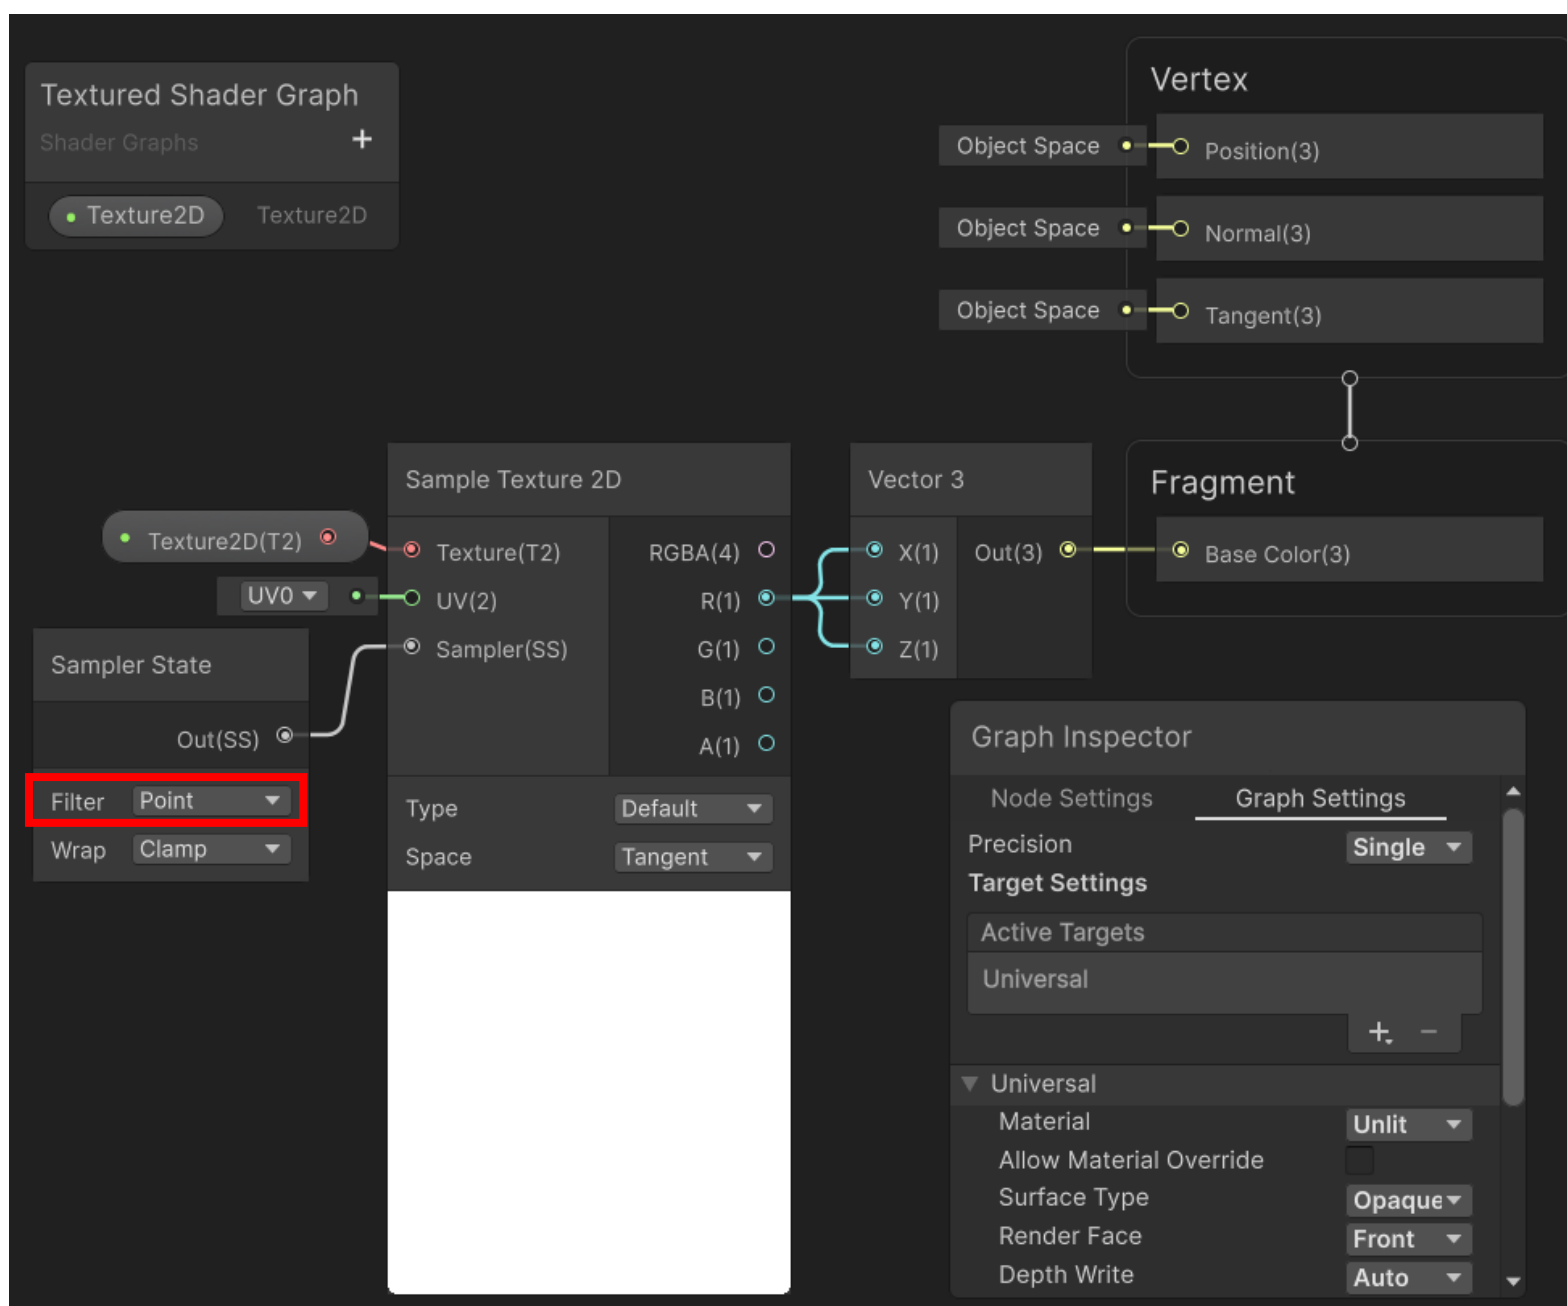 Textured Shader Graph
Shader Graphs
+
Texture2D Texture2D
Vertex
Object Space Position(3)
Object Space Normal(3)
Object Space Tangent(3)
Fragment
Base Color(3)
Texture2D(T2)
UV0
Sampler State
Out(SS)
Filter Point
Wrap Clamp
Sample Texture 2D
Texture(T2) RGBA(4)
UV(2) R(1)
Sampler(SS) G(1)
B(1)
A(1)
Type Default
Space Tangent
Vector 3
X(1) Out(3)
Y(1)
Z(1)
Graph Inspector
Node Settings Graph Settings
Precision Single
Target Settings
Active Targets
Universal
+ −
Universal
Material Unlit
Allow Material Override
Surface Type Opaque
Render Face Front
Depth Write Auto